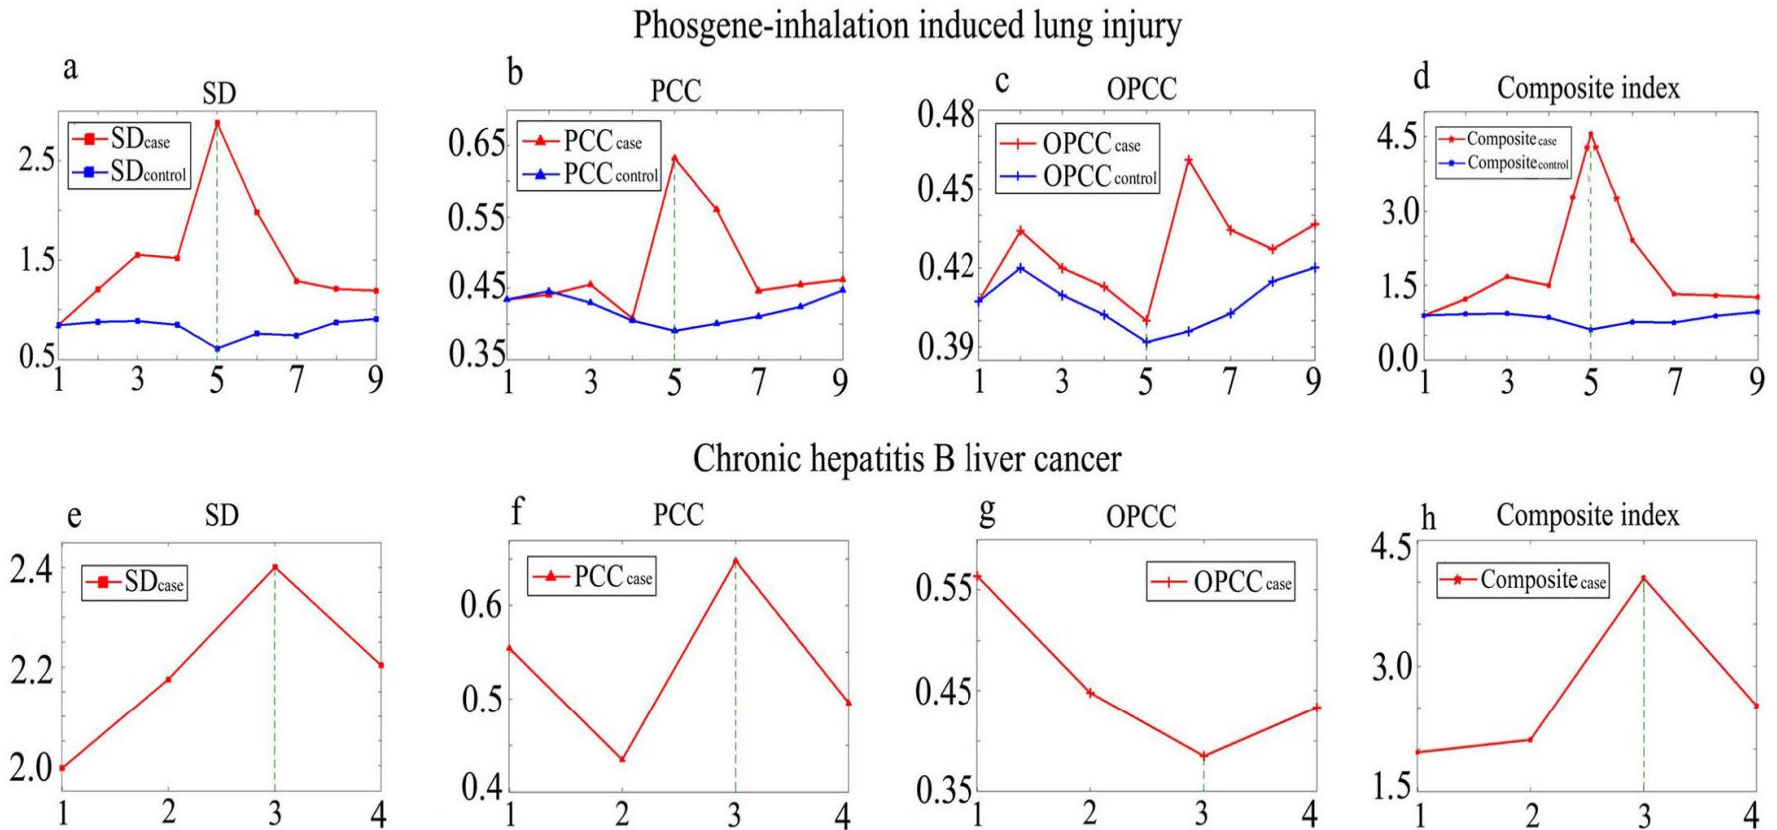 Phosgene-inhalation induced lung injury
a
SD
2.5
1.5
0.5
SDcase
SDcontrol
1 3 5 7 9
b
PCC
0.65
0.55
0.45
0.35
PCC case
PCC control
1 3 5 7 9
c
OPCC
0.48
0.45
0.42
0.39
OPCC case
OPCC control
1 3 5 7 9
d
Composite index
4.5
3.0
1.5
0.0
Composite case
Composite control
1 3 5 7 9
Chronic hepatitis B liver cancer
e
SD
2.4
2.2
2.0
SDcase
1 2 3 4
f
PCC
0.6
0.5
0.4
PCC case
1 2 3 4
g
OPCC
0.55
0.45
0.35
OPCC case
1 2 3 4
h
Composite index
4.5
3.0
1.5
Composite case
1 2 3 4